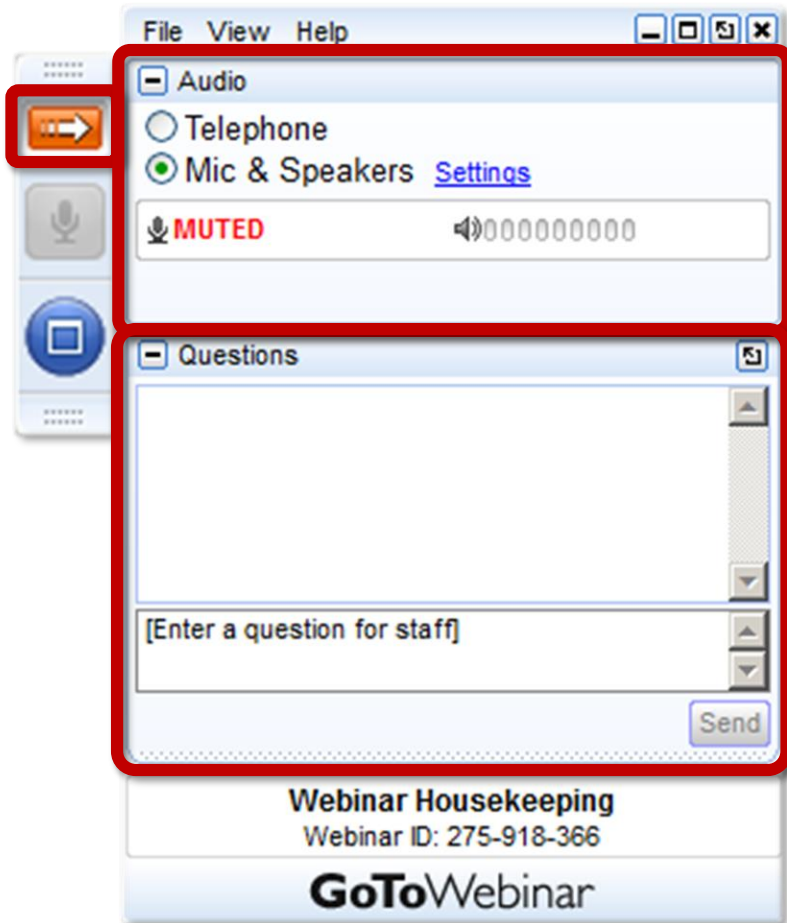 File View Help
Audio
Telephone
Mic & Speakers Settings
MUTED
Questions
[Enter a question for staff]
Send
Webinar Housekeeping
Webinar ID: 275-918-366
GoToWebinar